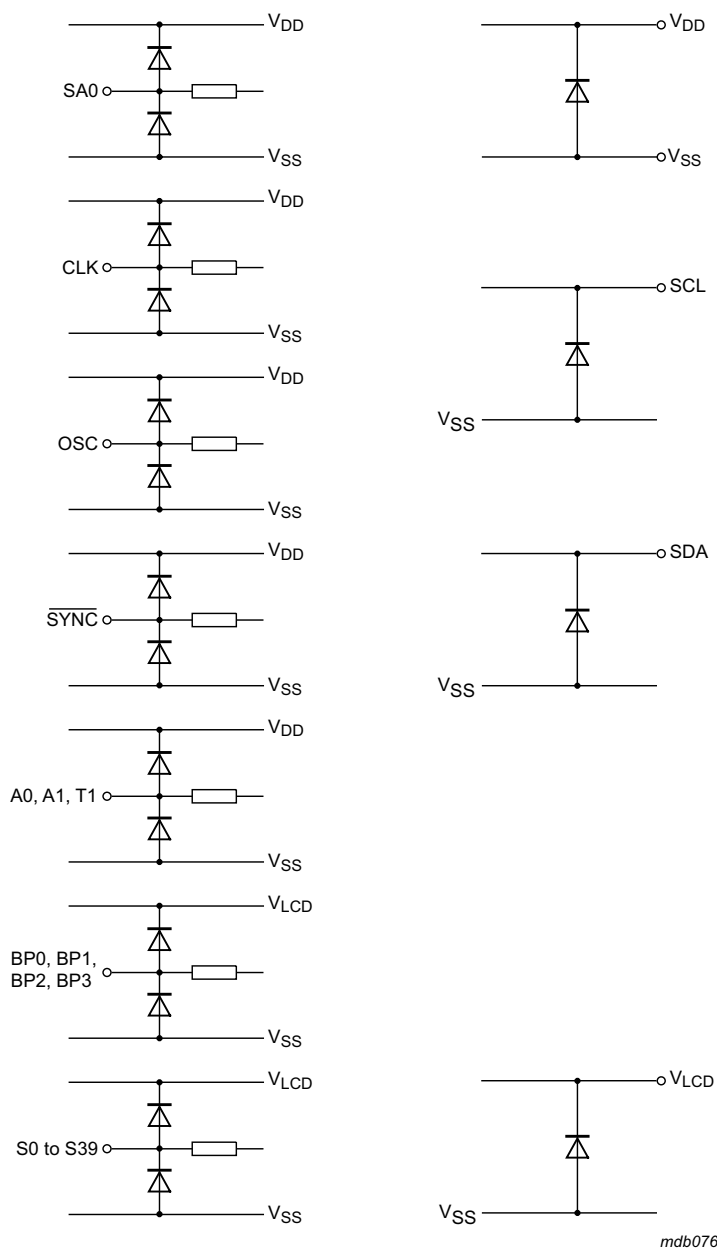 VDD
SA0
VSS
VDD
CLK
VSS
VDD
OSC
VSS
VDD
SYNC
VSS
VDD
A0, A1, T1
VSS
VLCD
BP0, BP1,
BP2, BP3
VSS
VLCD
S0 to S39
VSS
VDD
VSS
SCL
VSS
SDA
VSS
VLCD
VSS
mdb076